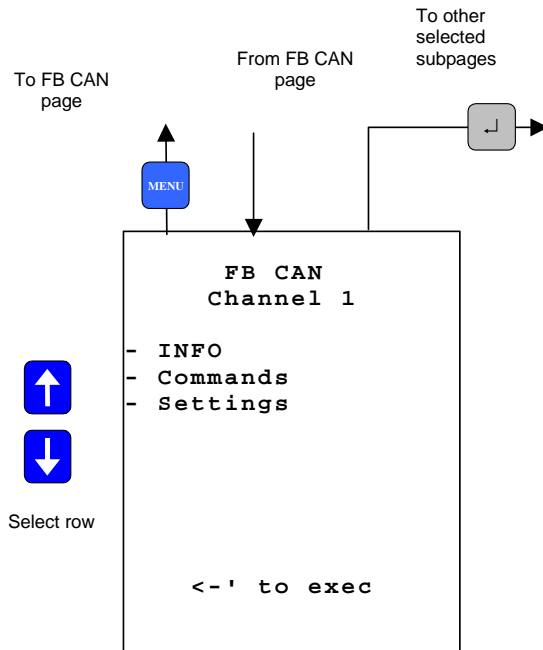 To other
selected
subpages
From FB CAN
page
To FB CAN
page
MENU
FB CAN
Channel 1
- INFO
- Commands
- Settings
Select row
<-' to exec